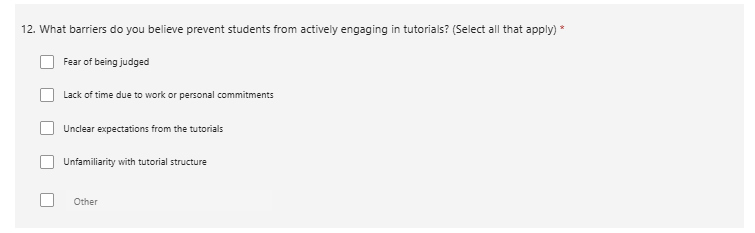 12. What barriers do you believe prevent students from actively engaging in tutorials? (Select all that apply) *
Fear of being judged
Lack of time due to work or personal commitments
Unclear expectations from the tutorials
Unfamiliarity with tutorial structure
Other